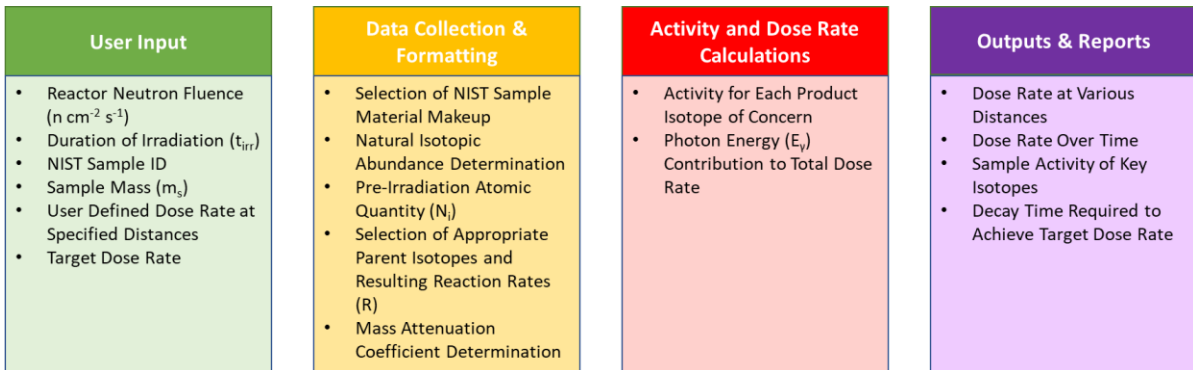 User Input
• Reactor Neutron Fluence
(n cm⁻² s⁻¹)
• Duration of Irradiation (tᵢᵣᵣ)
• NIST Sample ID
• Sample Mass (mₛ)
• User Defined Dose Rate at
Specified Distances
• Target Dose Rate
Data Collection &
Formatting
• Selection of NIST Sample
Material Makeup
• Natural Isotopic
Abundance Determination
• Pre-Irradiation Atomic
Quantity (Nᵢ)
• Selection of Appropriate
Parent Isotopes and
Resulting Reaction Rates
(R)
• Mass Attenuation
Coefficient Determination
Activity and Dose Rate
Calculations
• Activity for Each Product
Isotope of Concern
• Photon Energy (Eᵧ)
Contribution to Total Dose
Rate
Outputs & Reports
• Dose Rate at Various
Distances
• Dose Rate Over Time
• Sample Activity of Key
Isotopes
• Decay Time Required to
Achieve Target Dose Rate